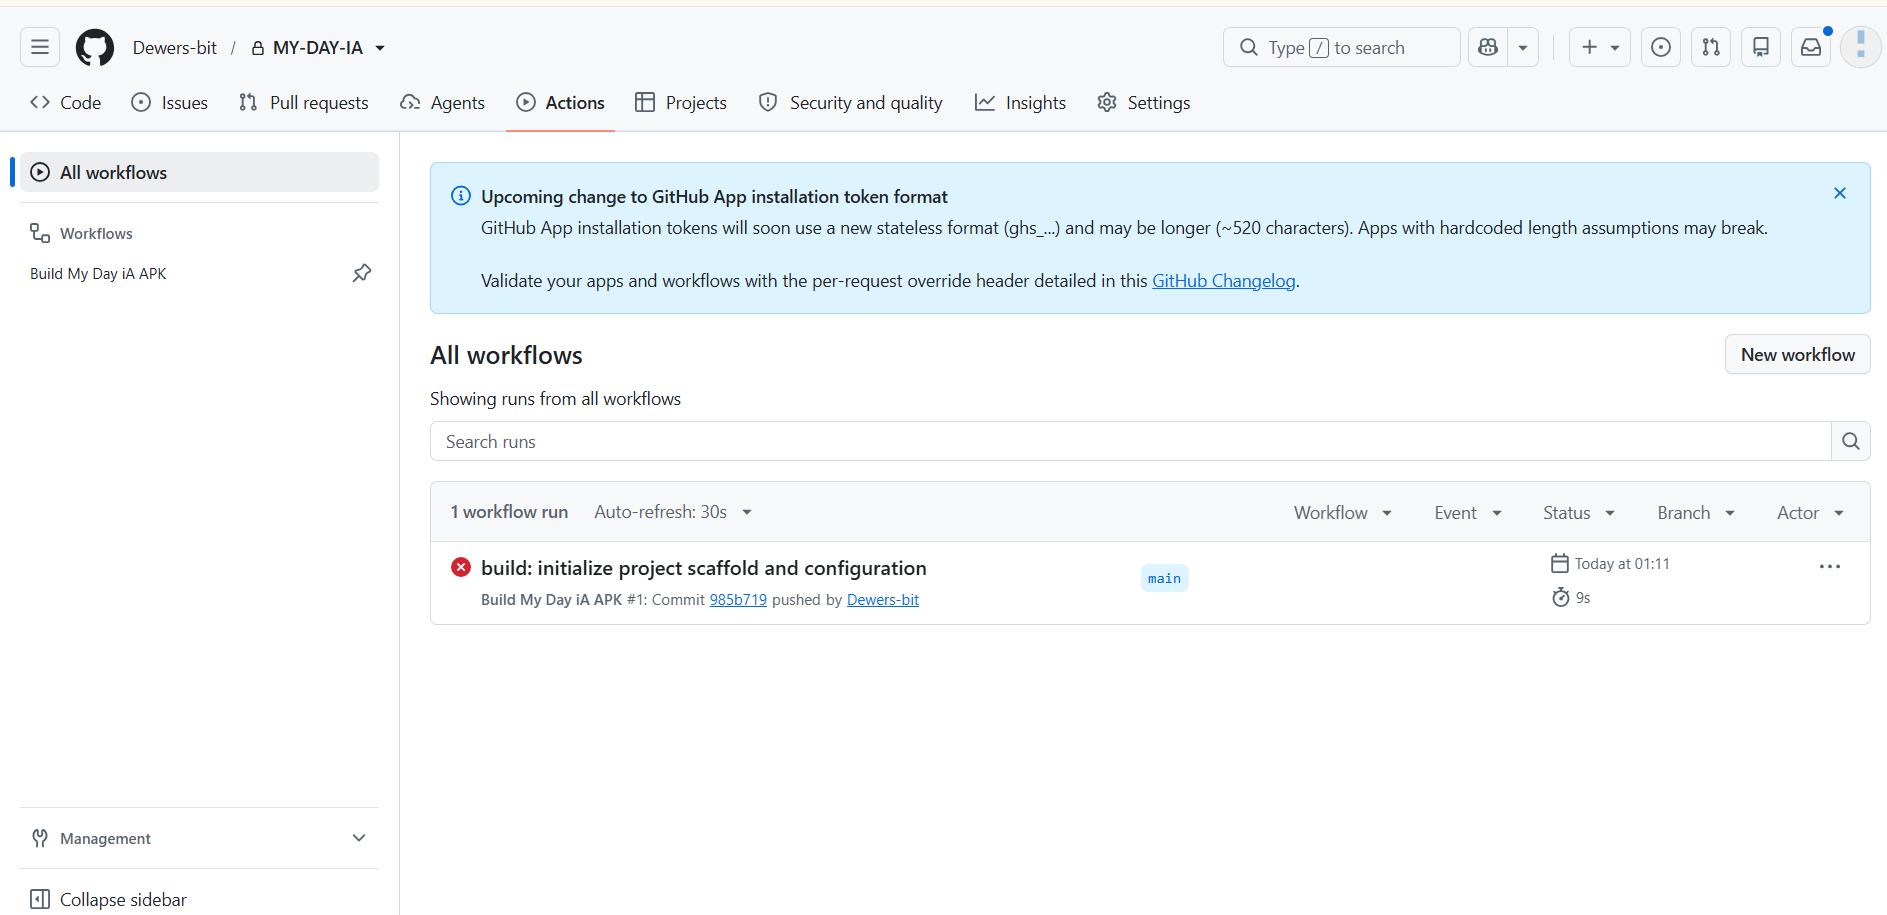 Dewers-bit / MY-DAY-IA
Type / to search
Code Issues Pull requests Agents Actions Projects Security and quality Insights Settings
All workflows
Workflows
Build My Day iA APK
Management
Collapse sidebar
Upcoming change to GitHub App installation token format
GitHub App installation tokens will soon use a new stateless format (ghs_...) and may be longer (~520 characters). Apps with hardcoded length assumptions may break.
Validate your apps and workflows with the per-request override header detailed in this GitHub Changelog.
All workflows
New workflow
Showing runs from all workflows
Search runs
1 workflow run Auto-refresh: 30s Workflow Event Status Branch Actor
build: initialize project scaffold and configuration
main
Today at 01:11
Build My Day iA APK #1: Commit 985b719 pushed by Dewers-bit
9s